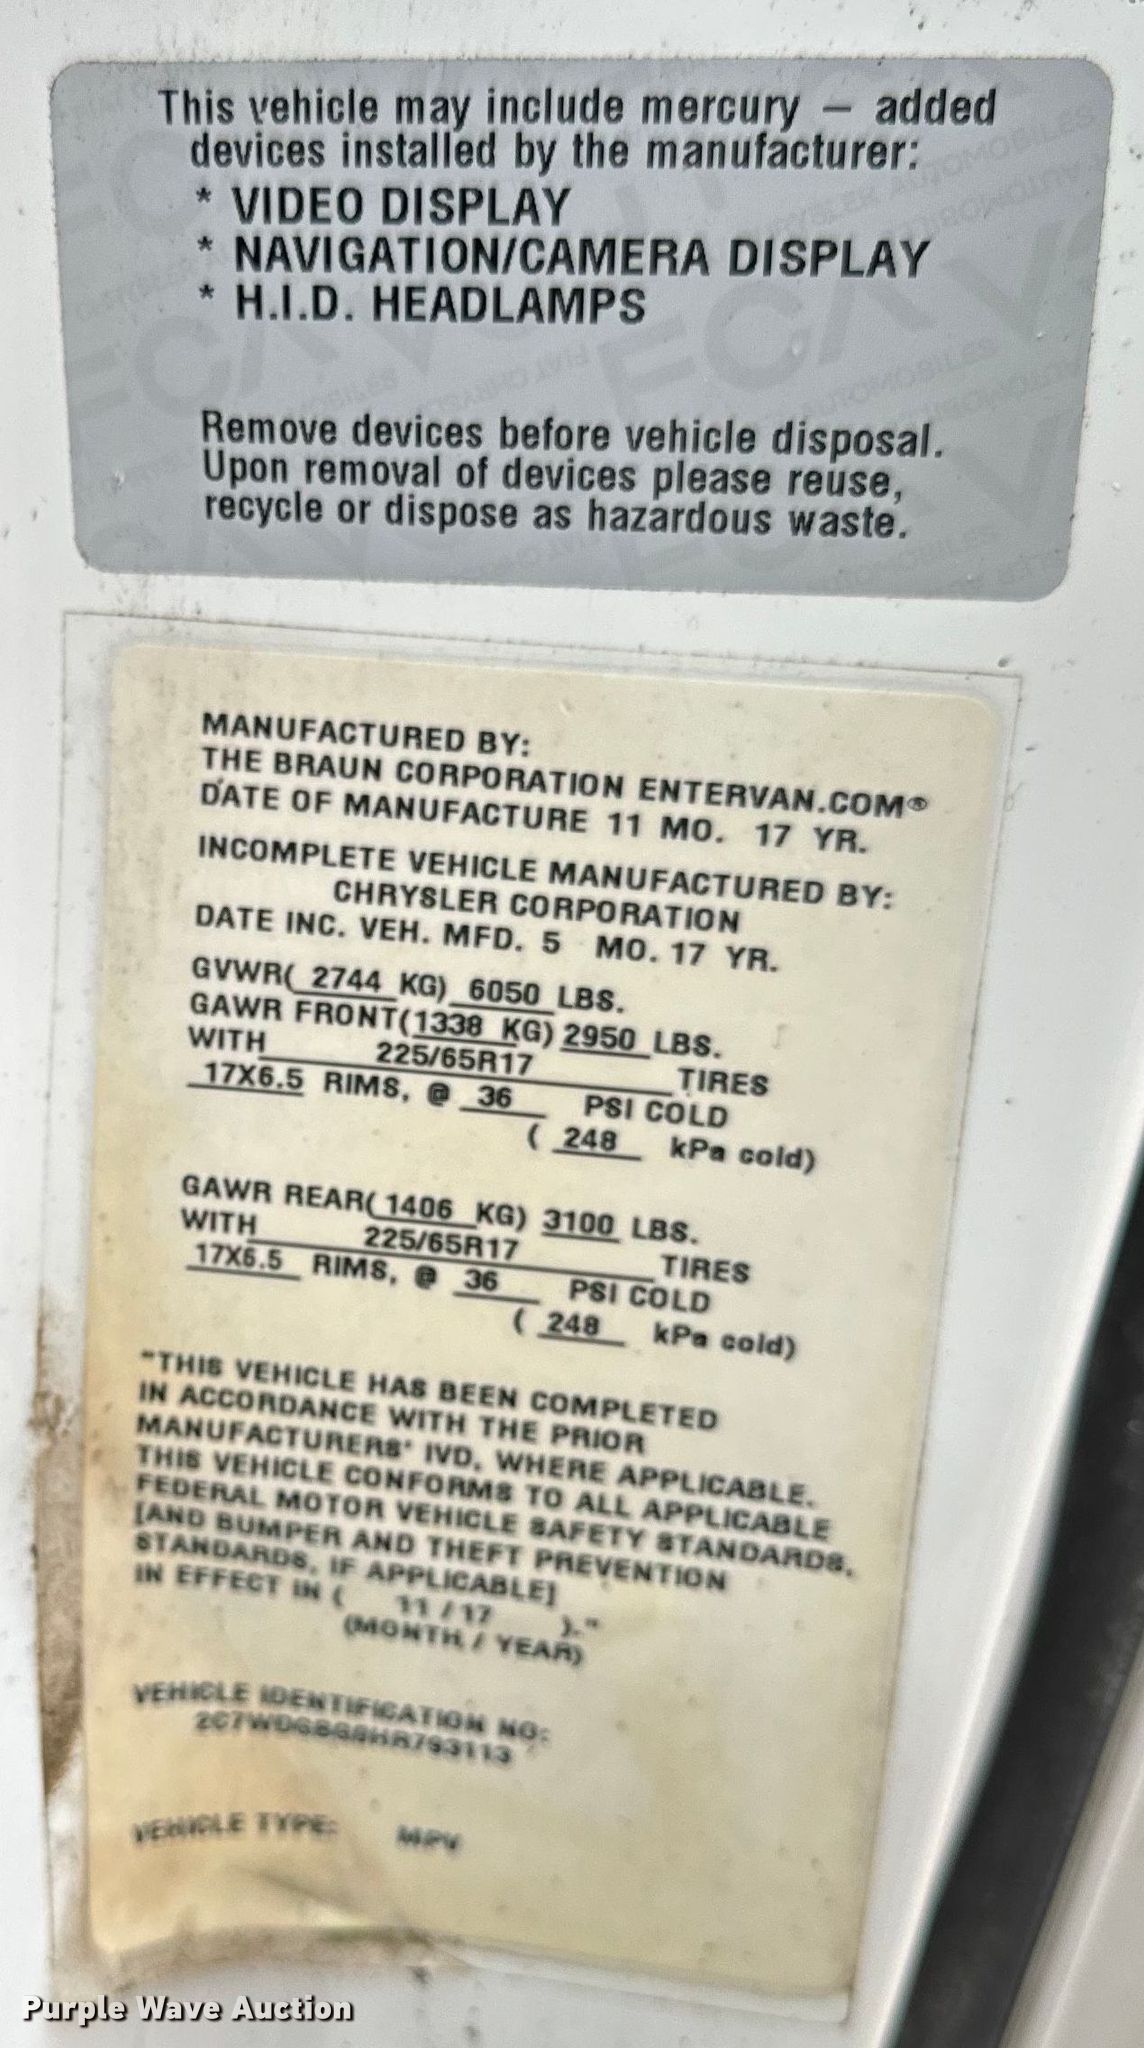 This vehicle may include mercury — added
devices installed by the manufacturer:
* VIDEO DISPLAY
* NAVIGATION/CAMERA DISPLAY
* H.I.D. HEADLAMPS
Remove devices before vehicle disposal.
Upon removal of devices please reuse,
recycle or dispose as hazardous waste.
MANUFACTURED BY:
THE BRAUN CORPORATION ENTERVAN.COM®
DATE OF MANUFACTURE 11 MO. 17 YR.
INCOMPLETE VEHICLE MANUFACTURED BY:
CHRYSLER CORPORATION
DATE INC. VEH. MFD. 5 MO. 17 YR.
GVWR( 2744 KG) 6050 LBS.
GAWR FRONT(1338 KG) 2950 LBS.
WITH 225/65R17 TIRES
17X6.5 RIMS, @ 36 PSI COLD
( 248 kPa cold)
GAWR REAR( 1406 KG) 3100 LBS.
WITH 225/65R17 TIRES
17X6.5 RIMS, @ 36 PSI COLD
( 248 kPa cold)
"THIS VEHICLE HAS BEEN COMPLETED
IN ACCORDANCE WITH THE PRIOR
MANUFACTURERS' IVD, WHERE APPLICABLE.
THIS VEHICLE CONFORMS TO ALL APPLICABLE
FEDERAL MOTOR VEHICLE SAFETY STANDARDS,
[AND BUMPER AND THEFT PREVENTION
STANDARDS, IF APPLICABLE]
IN EFFECT IN ( 11 / 17 )."
(MONTH / YEAR)
VEHICLE IDENTIFICATION NO:
VEHICLE TYPE: MPV
Purple Wave Auction